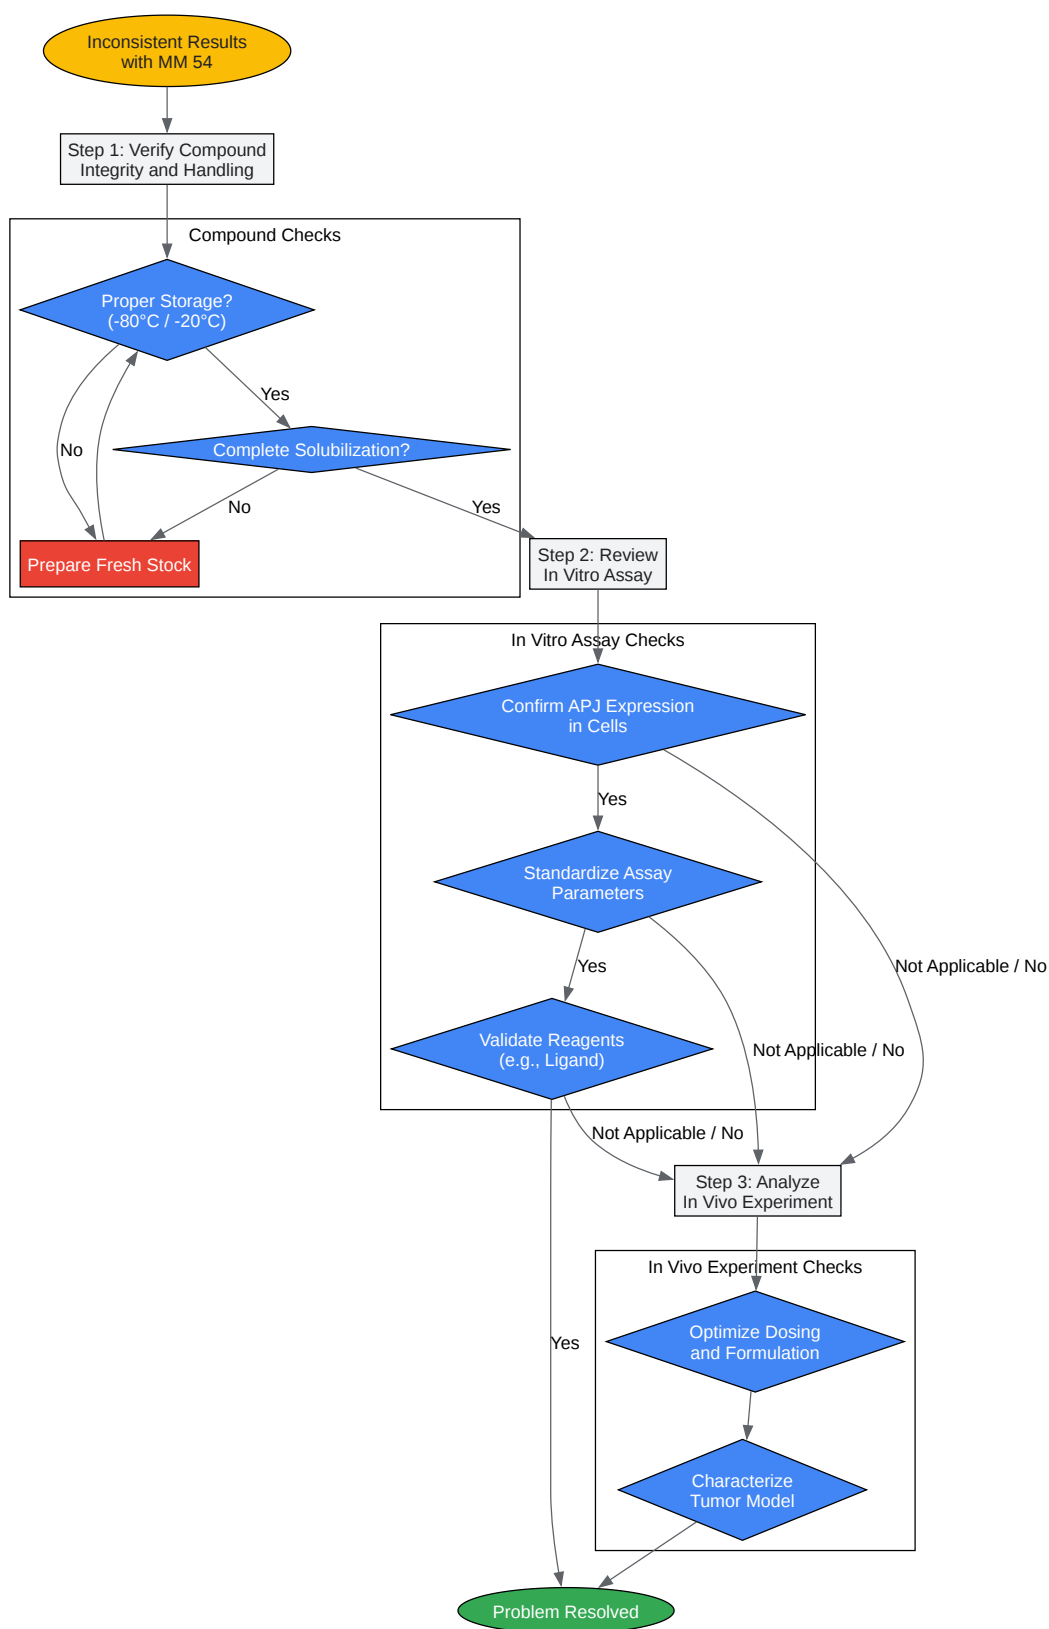 Inconsistent Results
with MM 54
Step 1: Verify Compound
Integrity and Handling
Compound Checks
Proper Storage?
(-80°C / -20°C)
Yes
No
Complete Solubilization?
No
Yes
Prepare Fresh Stock
Step 2: Review
In Vitro Assay
In Vitro Assay Checks
Confirm APJ Expression
in Cells
Yes
Standardize Assay
Parameters
Yes
Not Applicable / No
Validate Reagents
(e.g., Ligand)
Not Applicable / No
Not Applicable / No
Step 3: Analyze
In Vivo Experiment
In Vivo Experiment Checks
Optimize Dosing
and Formulation
Yes
Characterize
Tumor Model
Problem Resolved